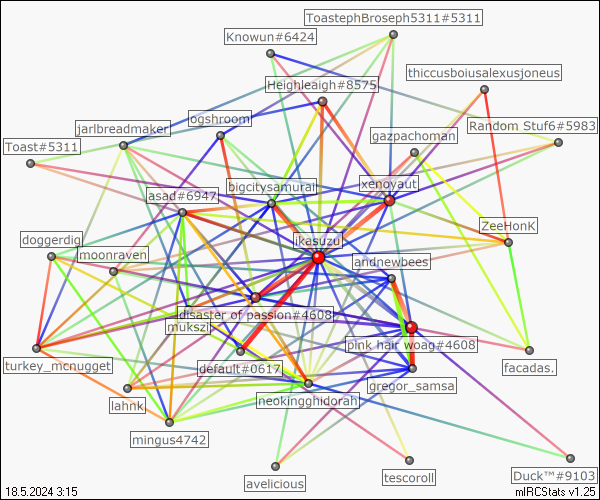 ToastephBroseph5311#5311
Knowun#6424
thiccusboiusalexusjoneus
Heighleaigh#8575
ogshroom
Random Stuf6#5983
jarlbreadmaker
gazpachoman
Toast#5311
xenoyaut
bigcitysamurai
asad#6947
ZeeHonK
doggerdig
ikasuzu
moonraven
andnewbees
disaster of passion#4608
mukszil
pink hair woag#4608
turkey_mcnugget
default#0617
facadas.
gregor_samsa
lahnk
neokingghidorah
mingus4742
tescoroll
Duck™#9103
avelicious
18.5.2024 3:15
mIRCStats v1.25